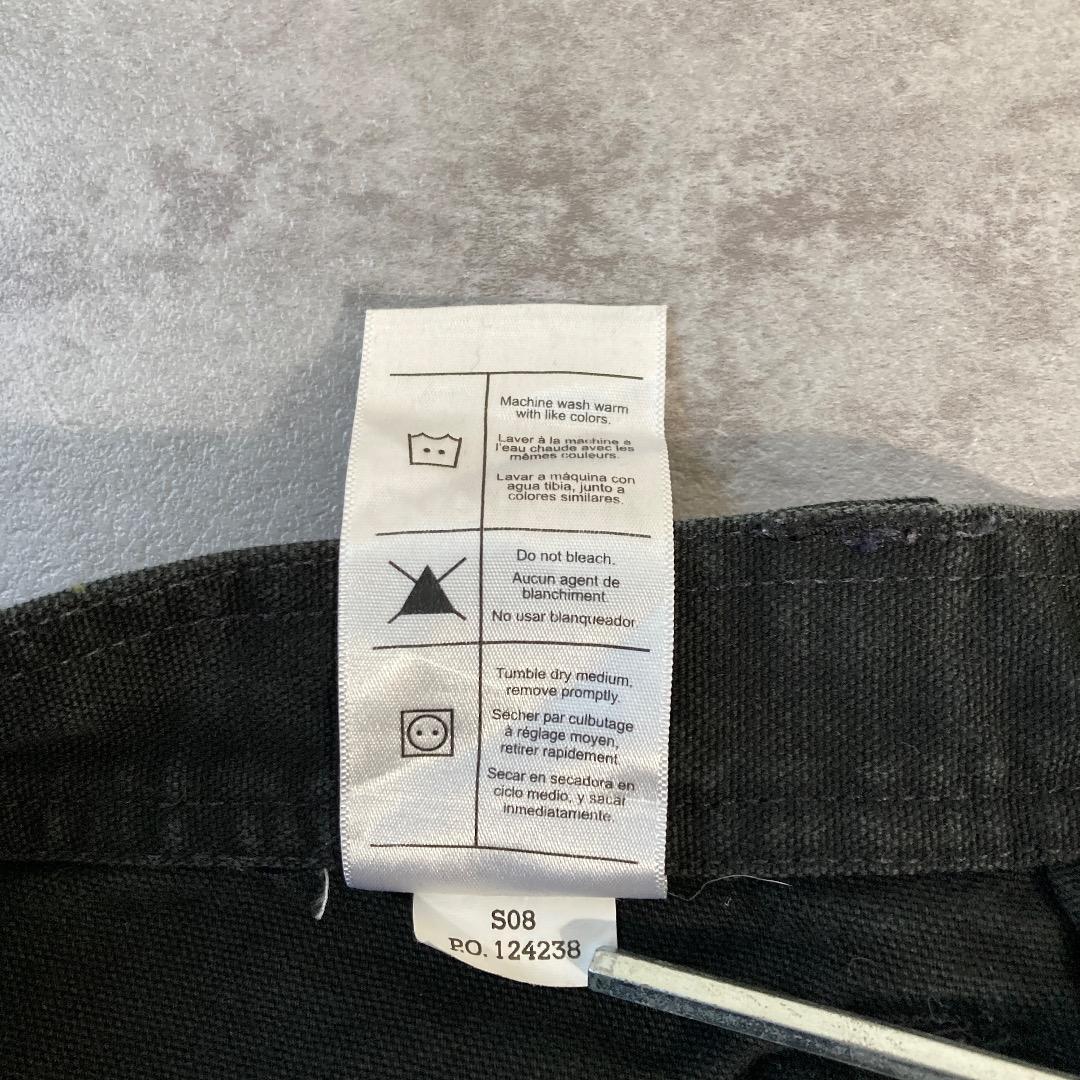 Machine wash warm
with like colors.
Laver à la machine à
l'eau chaude avec les
mêmes couleurs.
Lavar a máquina con
agua tibia, junto a
colores similares.
Do not bleach.
Aucun agent de
blanchiment.
No usar blanqueador
Tumble dry medium,
remove promptly.
Sécher par culbutage
à réglage moyen,
retirer rapidement
Secar en secadora en
ciclo medio, y sacar
inmediatamente.
S08
P.O. 124238